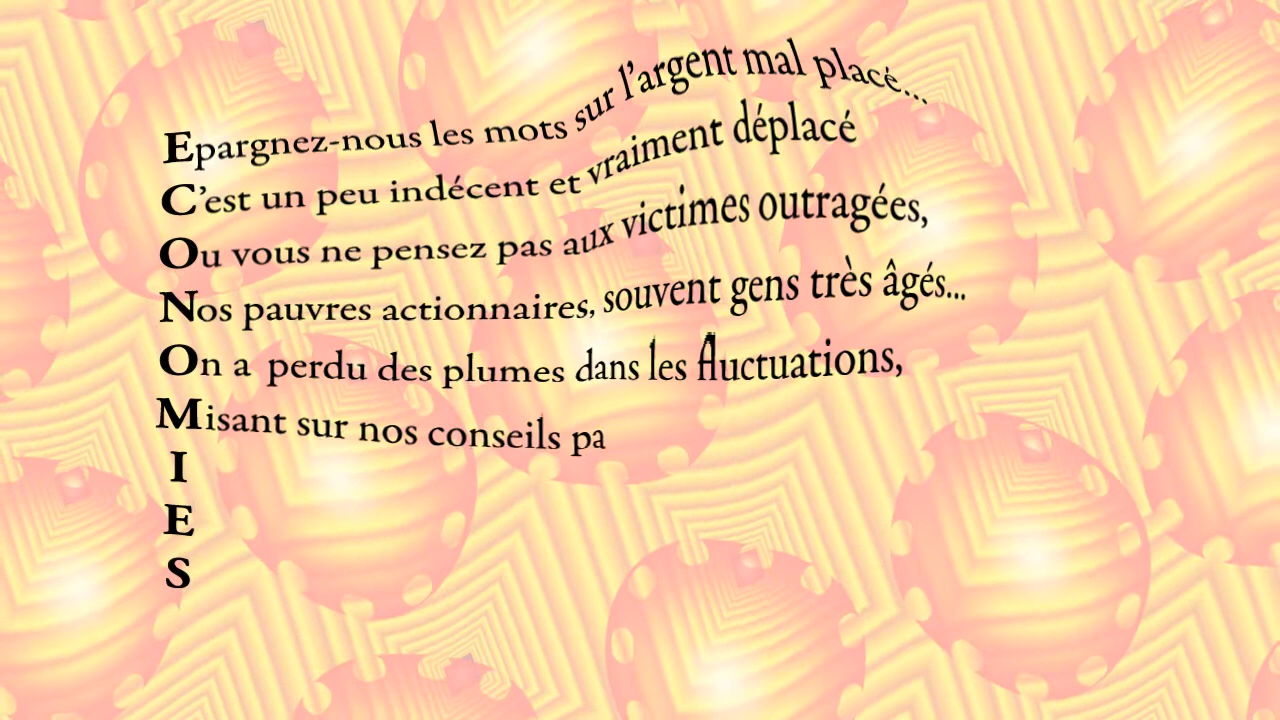 Epargnez-nous les mots sur l'argent mal placé...
C'est un peu indécent et vraiment déplacé
Ou vous ne pensez pas aux victimes outragées,
Nos pauvres actionnaires, souvent gens très âgés...
On a perdu des plumes dans les fluctuations,
Misant sur nos conseils pa
I
E
S